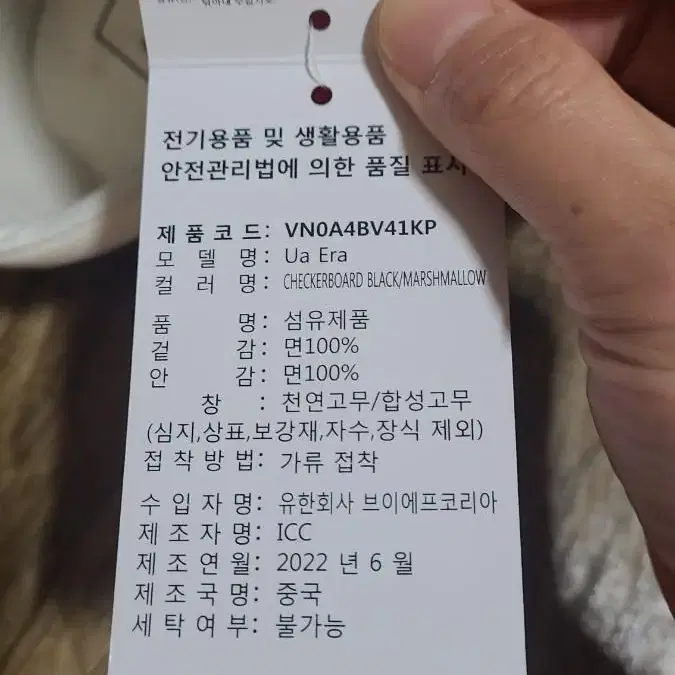 전기용품 및 생활용품
안전관리법에 의한 품질 표시
제품코드: VN0A4BV41KP
모델명: Ua Era
컬러명: CHECKERBOARD BLACK/MARSHMALLOW
품명: 섬유제품
겉감: 면100%
안감: 면100%
창: 천연고무/합성고무
(심지,상표,보강재,자수,장식 제외)
접착방법: 가류 접착
수입자명: 유한회사 브이에프코리아
제조자명: ICC
제조연월: 2022 년 6 월
제조국명: 중국
세탁여부: 불가능